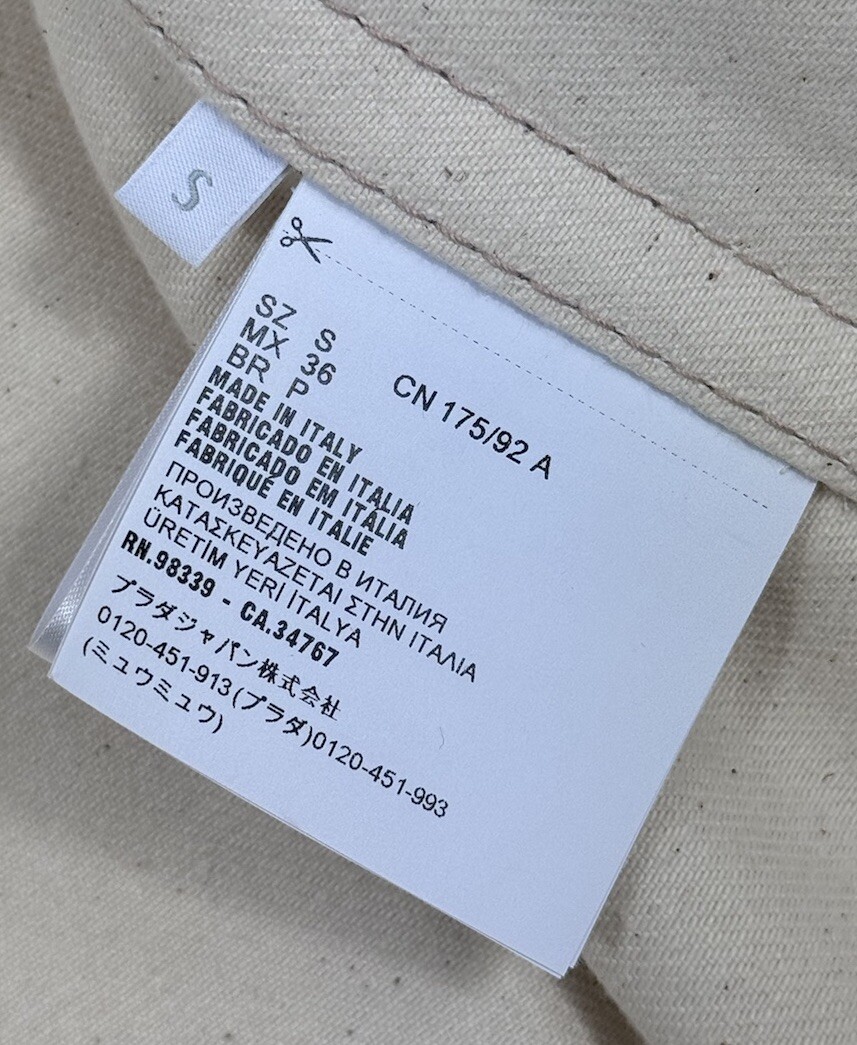 S
SZ S
MX 36 CN 175/92 A
BR P
MADE IN ITALY
FABRICADO EN ITALIA
FABRICADO EM ITÁLIA
FABRIQUÉ EN ITALIE
ПРОИЗВЕДЕНО В ИТАЛИЯ
ΚΑΤΑΣΚΕΥΑΖΕΤΑΙ ΣΤΗΝ ΙΤΑΛΙΑ
ÜRETIM YERI İTALYA
RN.98339 - CA.34767
プラダジャパン株式会社
0120-451-913(プラダ)0120-451-993
(ミュウミュウ)